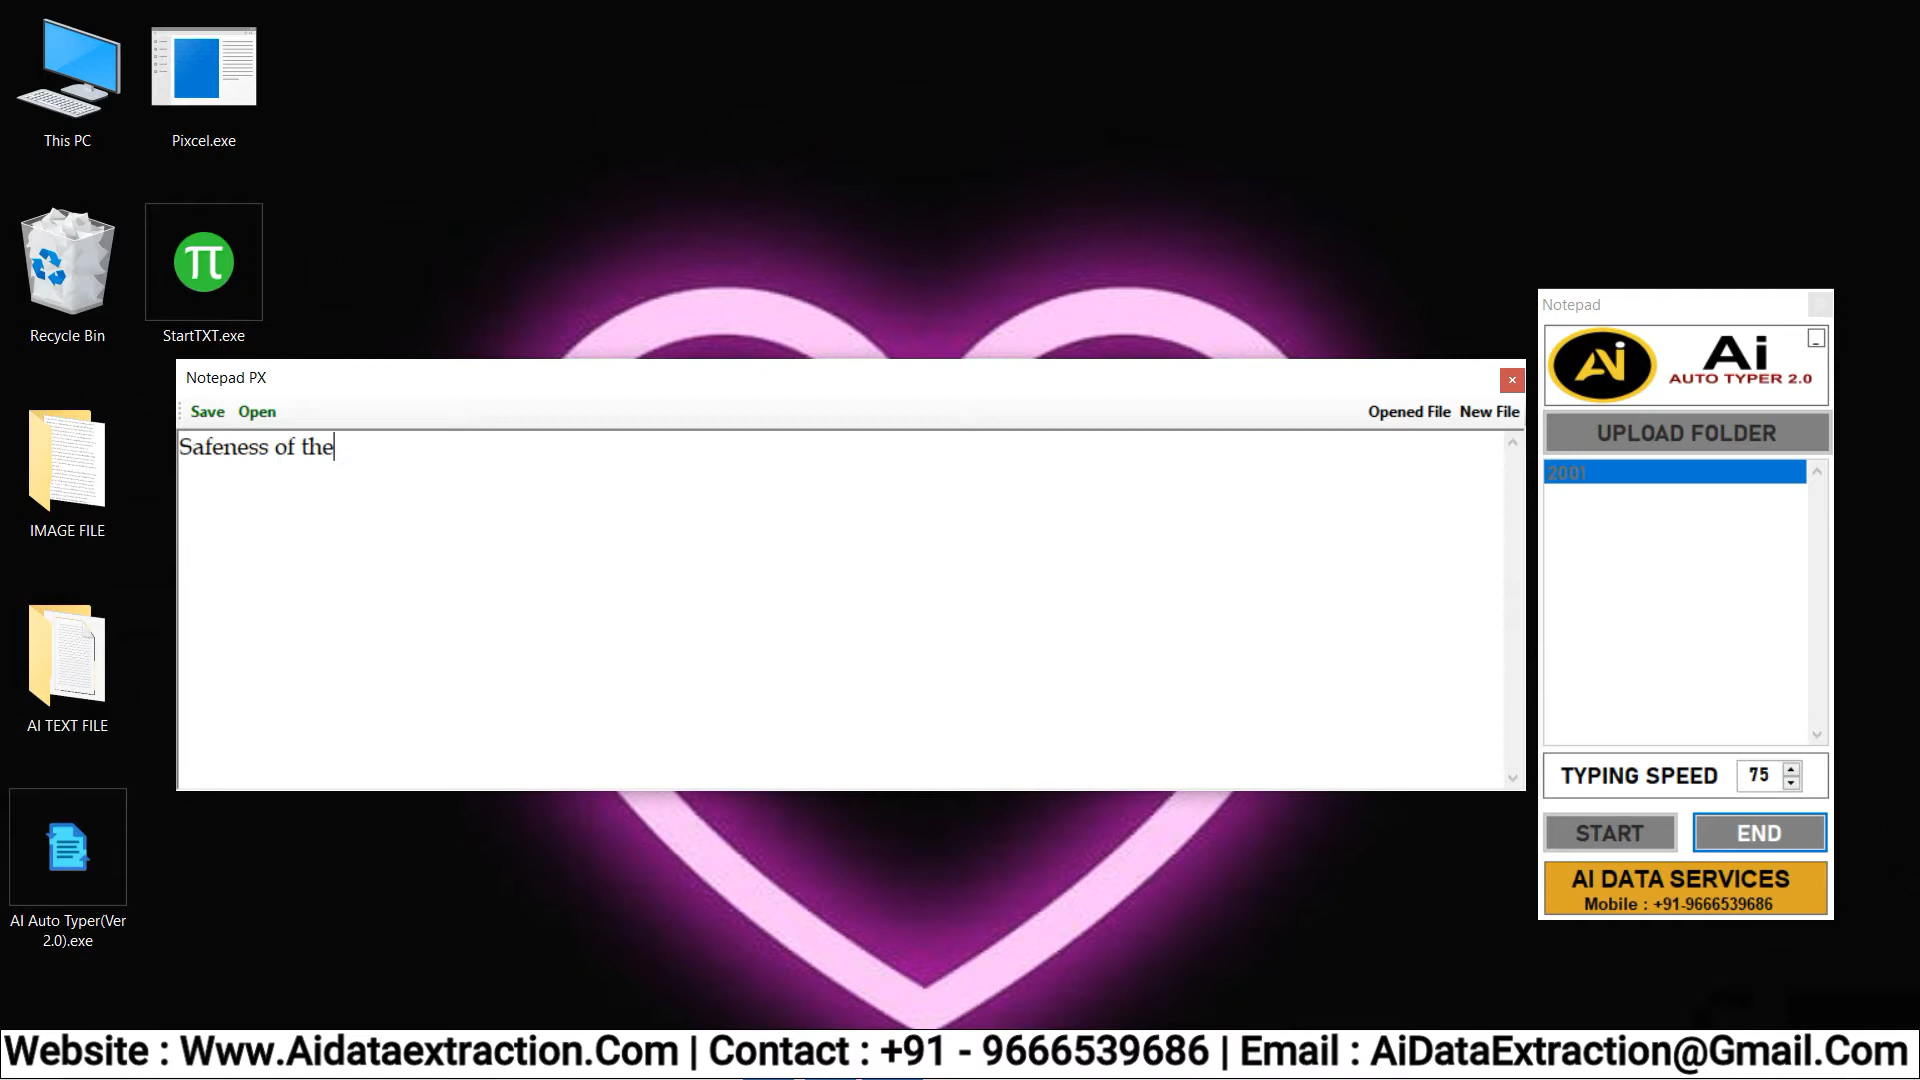 This PC
Pixcel.exe
Recycle Bin
StartTXT.exe
IMAGE FILE
AI TEXT FILE
AI Auto Typer(Ver
2.0).exe
Notepad PX
Save Open
Opened File New File
Safeness of the
Notepad
Ai
Ai
AUTO TYPER 2.0
UPLOAD FOLDER
2001
TYPING SPEED 75
START END
AI DATA SERVICES
Mobile : +91-9666539686
Website : Www.Aidataextraction.Com | Contact : +91 - 9666539686 | Email : AiDataExtraction@Gmail.Com